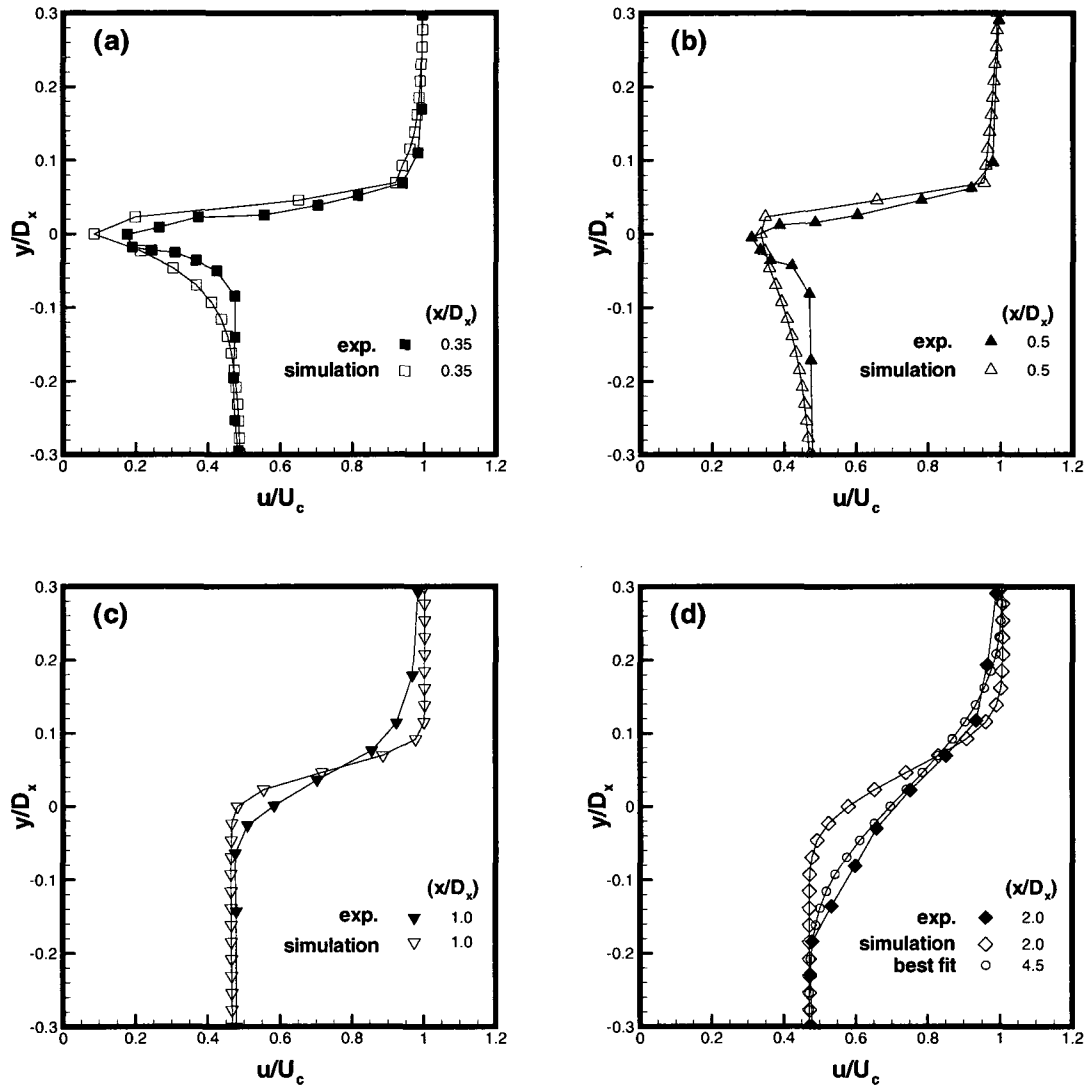 (a)
0.3
0.2
0.1
0
-0.1
-0.2
-0.3
y/Dx
(x/Dx)
exp. 0.35
simulation 0.35
0 0.2 0.4 0.6 0.8 1 1.2
u/Uc
(b)
0.3
0.2
0.1
0
-0.1
-0.2
-0.3
y/Dx
(x/Dx)
exp. 0.5
simulation 0.5
0 0.2 0.4 0.6 0.8 1 1.2
u/Uc
(c)
0.3
0.2
0.1
0
-0.1
-0.2
-0.3
y/Dx
(x/Dx)
exp. 1.0
simulation 1.0
0 0.2 0.4 0.6 0.8 1 1.2
u/Uc
(d)
0.3
0.2
0.1
0
-0.1
-0.2
-0.3
y/Dx
(x/Dx)
exp. 2.0
simulation 2.0
best fit 4.5
0 0.2 0.4 0.6 0.8 1 1.2
u/Uc